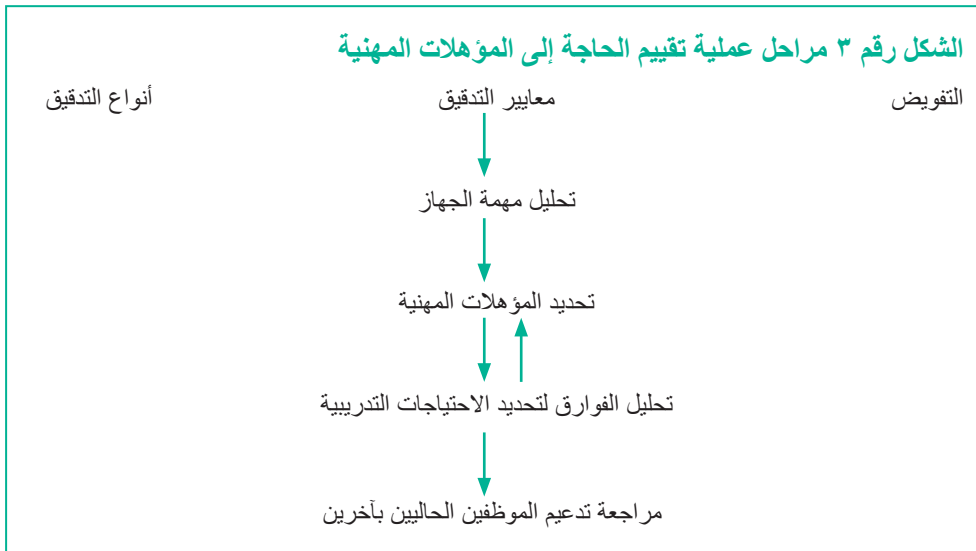 الشكل رقم ٣ مراحل عملية تقييم الحاجة إلى المؤهلات المهنية
التفويض معايير التدقيق أنواع التدقيق
تحليل مهمة الجهاز
تحديد المؤهلات المهنية
تحليل الفوارق لتحديد الاحتياجات التدريبية
مراجعة تدعيم الموظفين الحاليين بآخرين